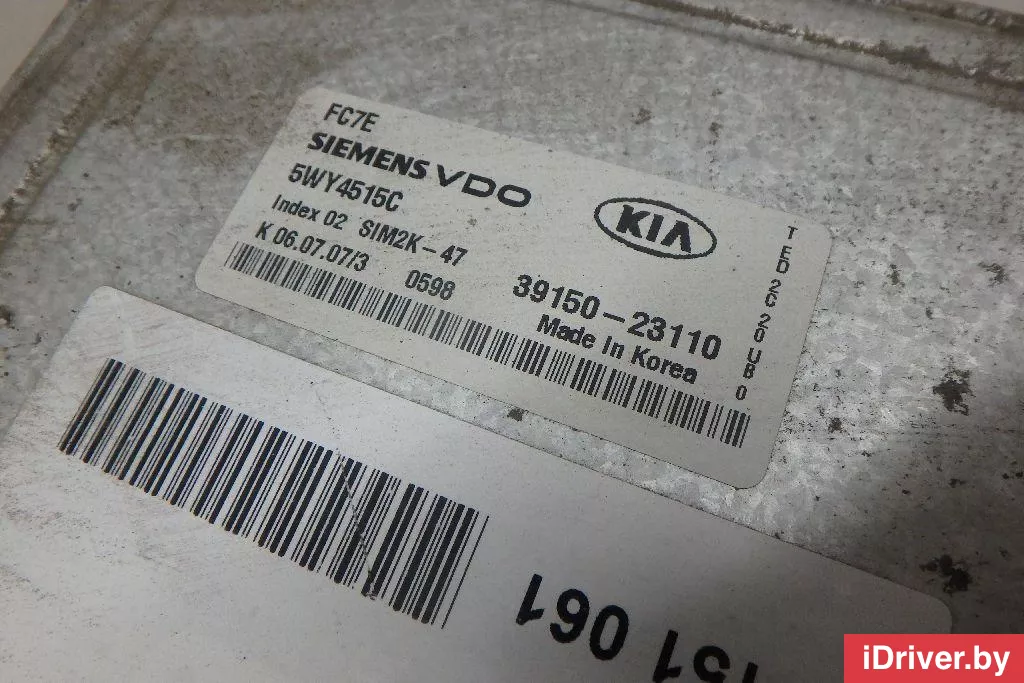 FC7E
SIEMENS VDO
5WY4515C
Index 02 SIM2K-47
K 06.07.07/3 0598
KIA
39150-23110
Made In Korea
TED2C20UB0
151 061
iDriver.by